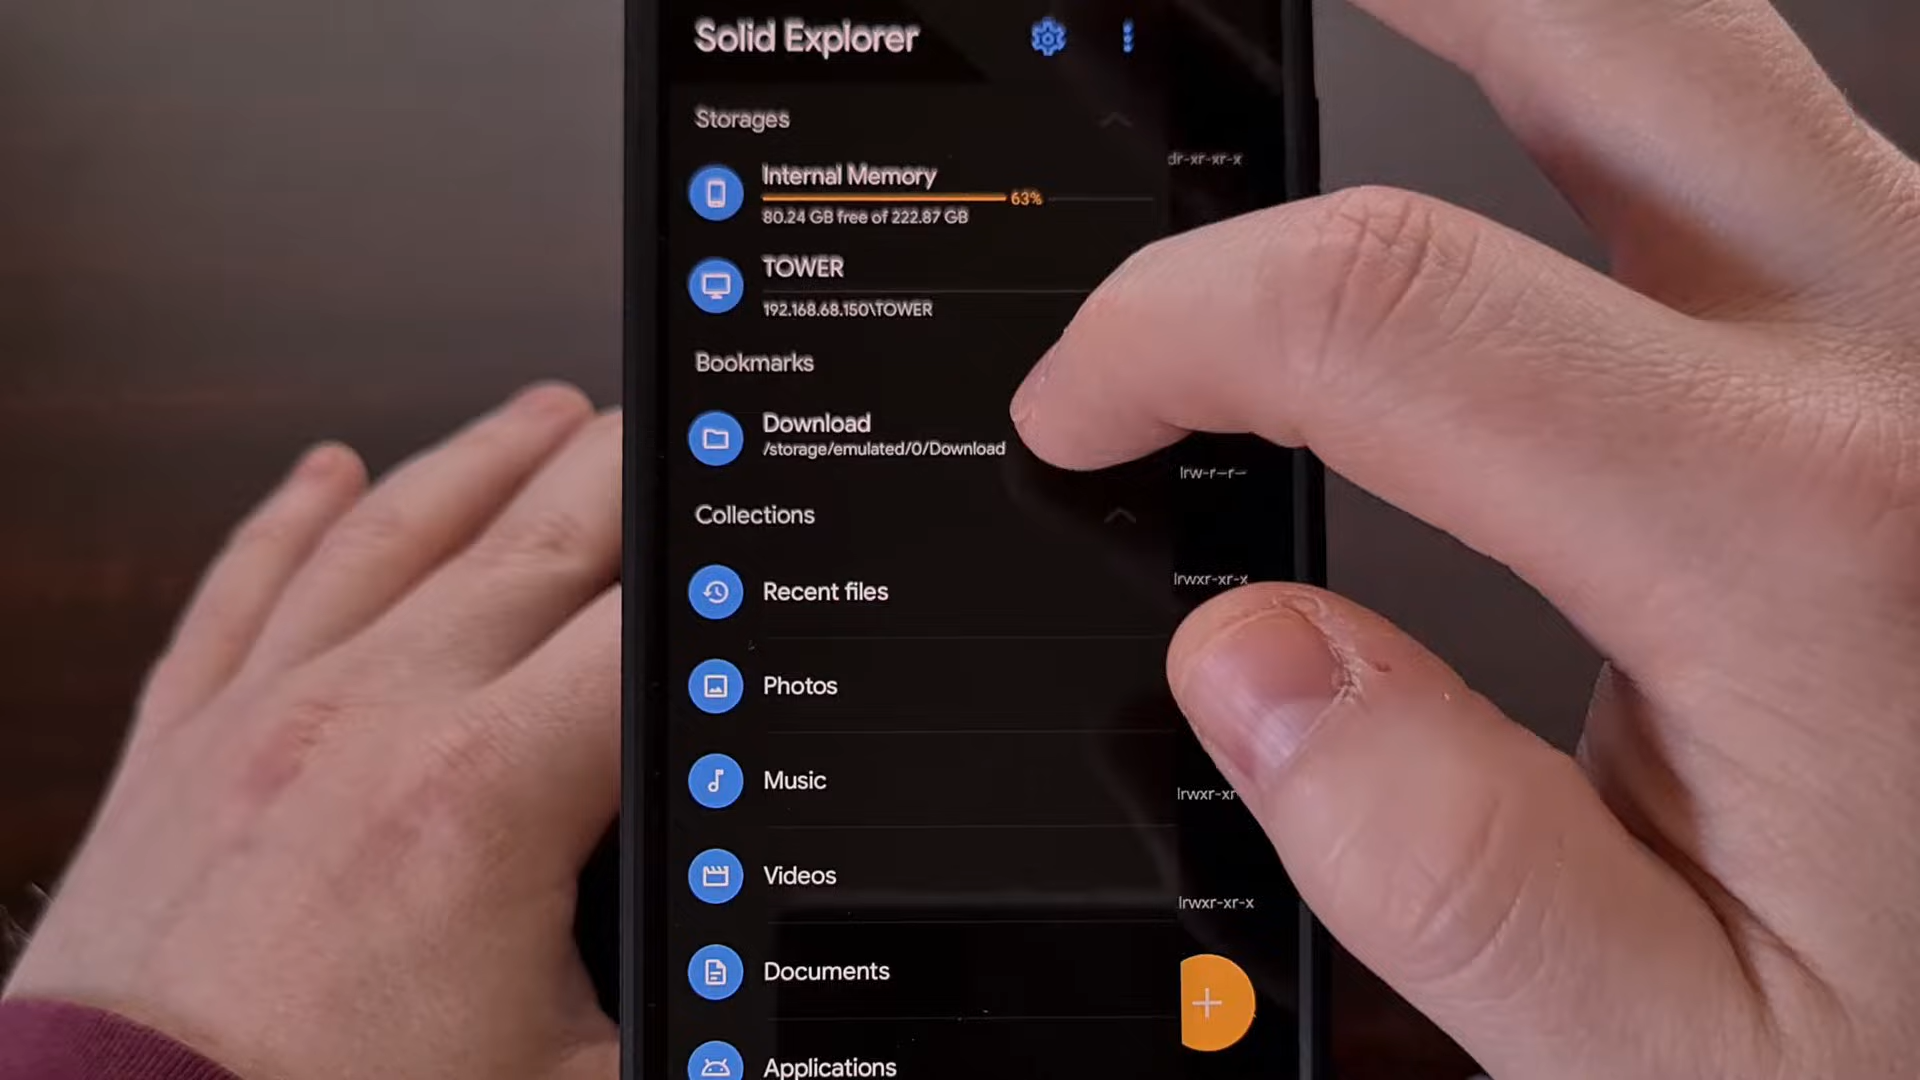 Solid Explorer
Storages
dr-xr-xr-x
Internal Memory
63%
80.24 GB free of 222.87 GB
TOWER
192.168.68.150\TOWER
Bookmarks
Download
/storage/emulated/0/Download
lrw-r--r--
Collections
lrwxr-xr-x
Recent files
Photos
Music
lrwxr-xr
Videos
lrwxr-xr-x
Documents
Applications